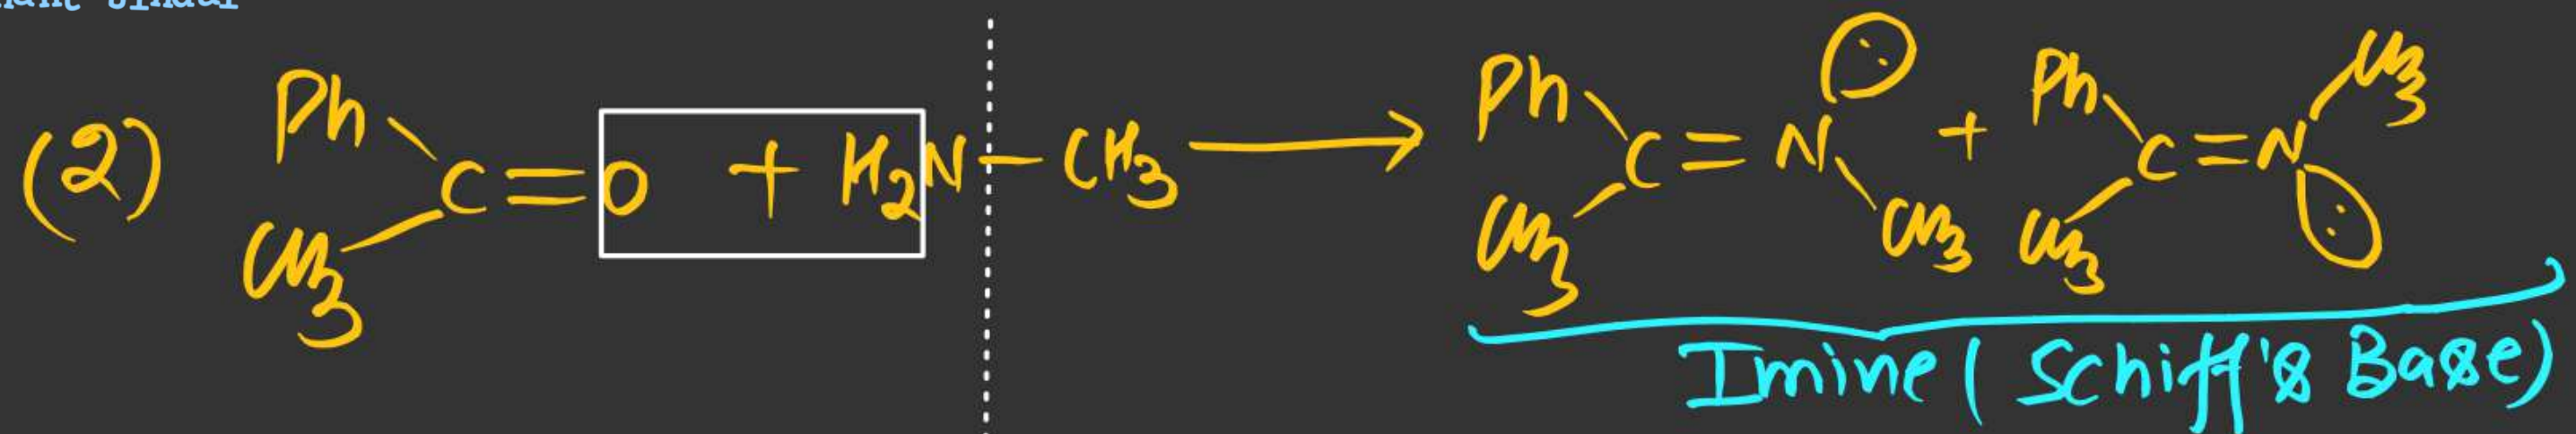 (2) Ph CH3 C=O + H2N-CH3 → Ph CH3 C=N CH3 + Ph CH3 C=N CH3
Imine (Schiff's Base)